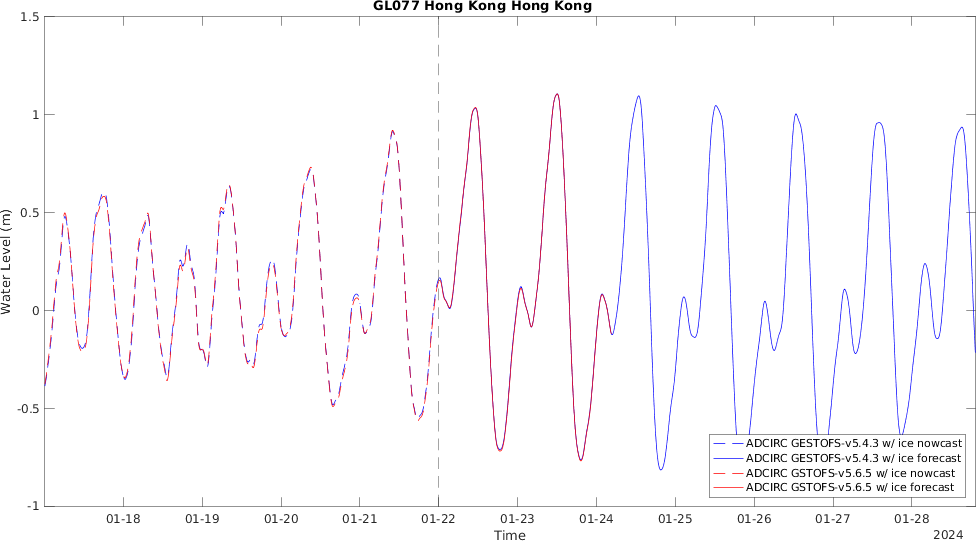 GL077 Hong Kong Hong Kong
1.5
1
0.5
0
-0.5
-1
Water Level (m)
ADCIRC GESTOFS-v5.4.3 w/ ice nowcast
ADCIRC GESTOFS-v5.4.3 w/ ice forecast
ADCIRC GSTOFS-v5.6.5 w/ ice nowcast
ADCIRC GSTOFS-v5.6.5 w/ ice forecast
01-18 01-19 01-20 01-21 01-22 01-23 01-24 01-25 01-26 01-27 01-28
Time
2024